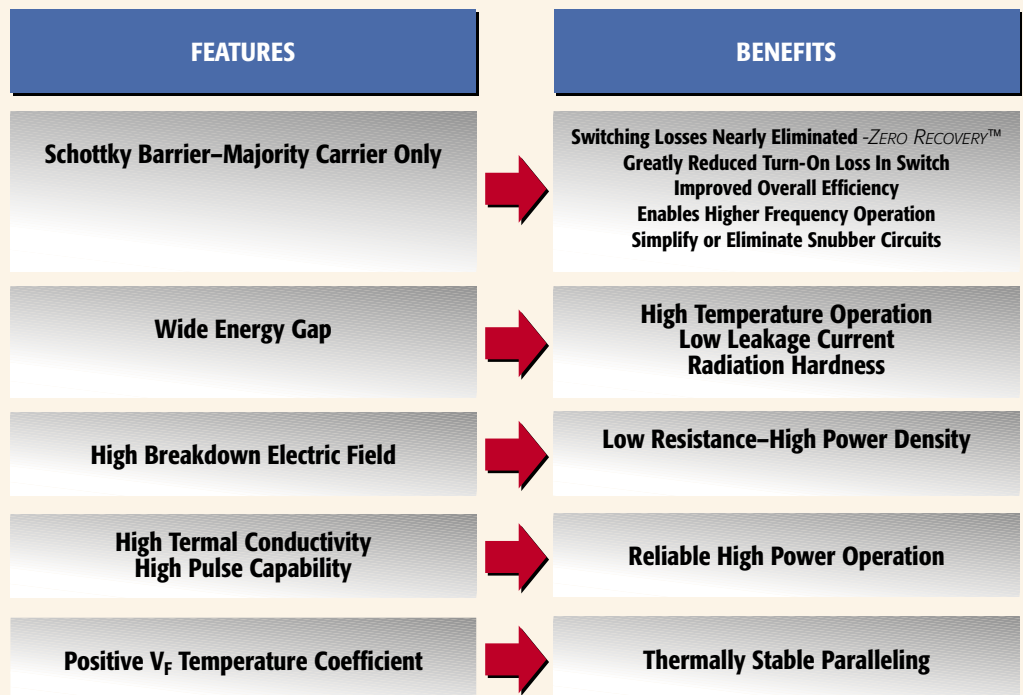 FEATURES
BENEFITS
Schottky Barrier–Majority Carrier Only
Switching Losses Nearly Eliminated -ZERO RECOVERY™
Greatly Reduced Turn-On Loss In Switch
Improved Overall Efficiency
Enables Higher Frequency Operation
Simplify or Eliminate Snubber Circuits
Wide Energy Gap
High Temperature Operation
Low Leakage Current
Radiation Hardness
High Breakdown Electric Field
Low Resistance–High Power Density
High Termal Conductivity
High Pulse Capability
Reliable High Power Operation
Positive VF Temperature Coefficient
Thermally Stable Paralleling